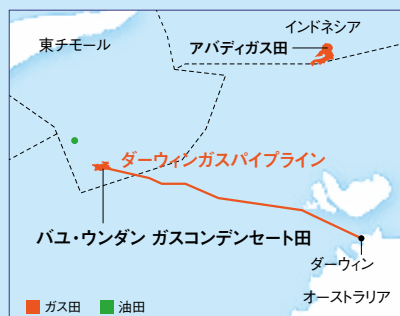 インドネシア
東チモール
アバディガス田
ダーウィンガスパイプライン
バユ・ウンダン ガスコンデンセート田
ダーウィン
オーストラリア
ガス田 油田